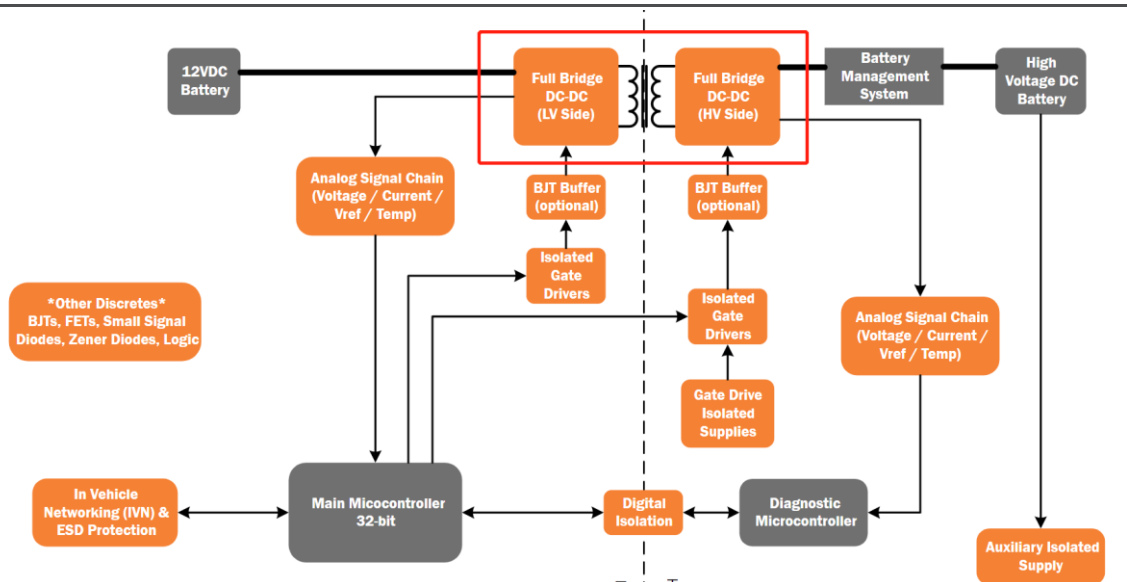 12VDC
Battery
Full Bridge
DC-DC
(LV Side)
Full Bridge
DC-DC
(HV Side)
Battery
Management
System
High
Voltage DC
Battery
Analog Signal Chain
(Voltage / Current /
Vref / Temp)
BJT Buffer
(optional)
BJT Buffer
(optional)
Isolated
Gate
Drivers
Isolated
Gate
Drivers
*Other Discretes*
BJTs, FETs, Small Signal
Diodes, Zener Diodes, Logic
Analog Signal Chain
(Voltage / Current /
Vref / Temp)
Gate Drive
Isolated
Supplies
In Vehicle
Networking (IVN) &
ESD Protection
Main Micocontroller
32-bit
Digital
Isolation
Diagnostic
Microcontroller
Auxiliary Isolated
Supply